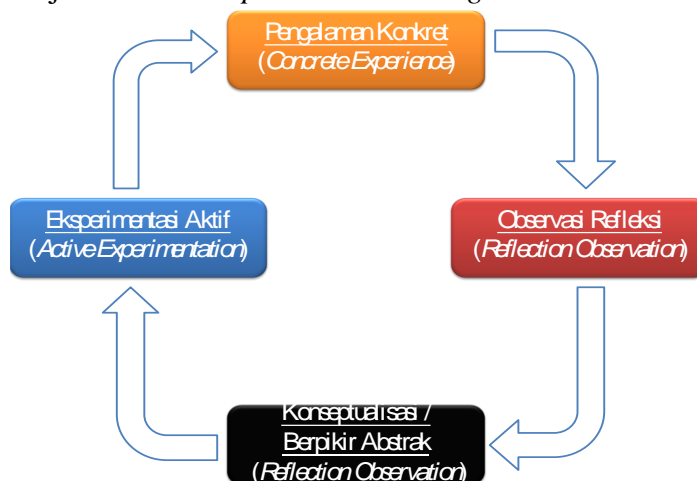 Pengalaman Konkret
(Concrete Experience)
Eksperimentasi Aktif
(Active Experimentation)
Observasi Refleksi
(Reflection Observation)
Konseptualisasi /
Berpikir Abstrak
(Reflection Observation)